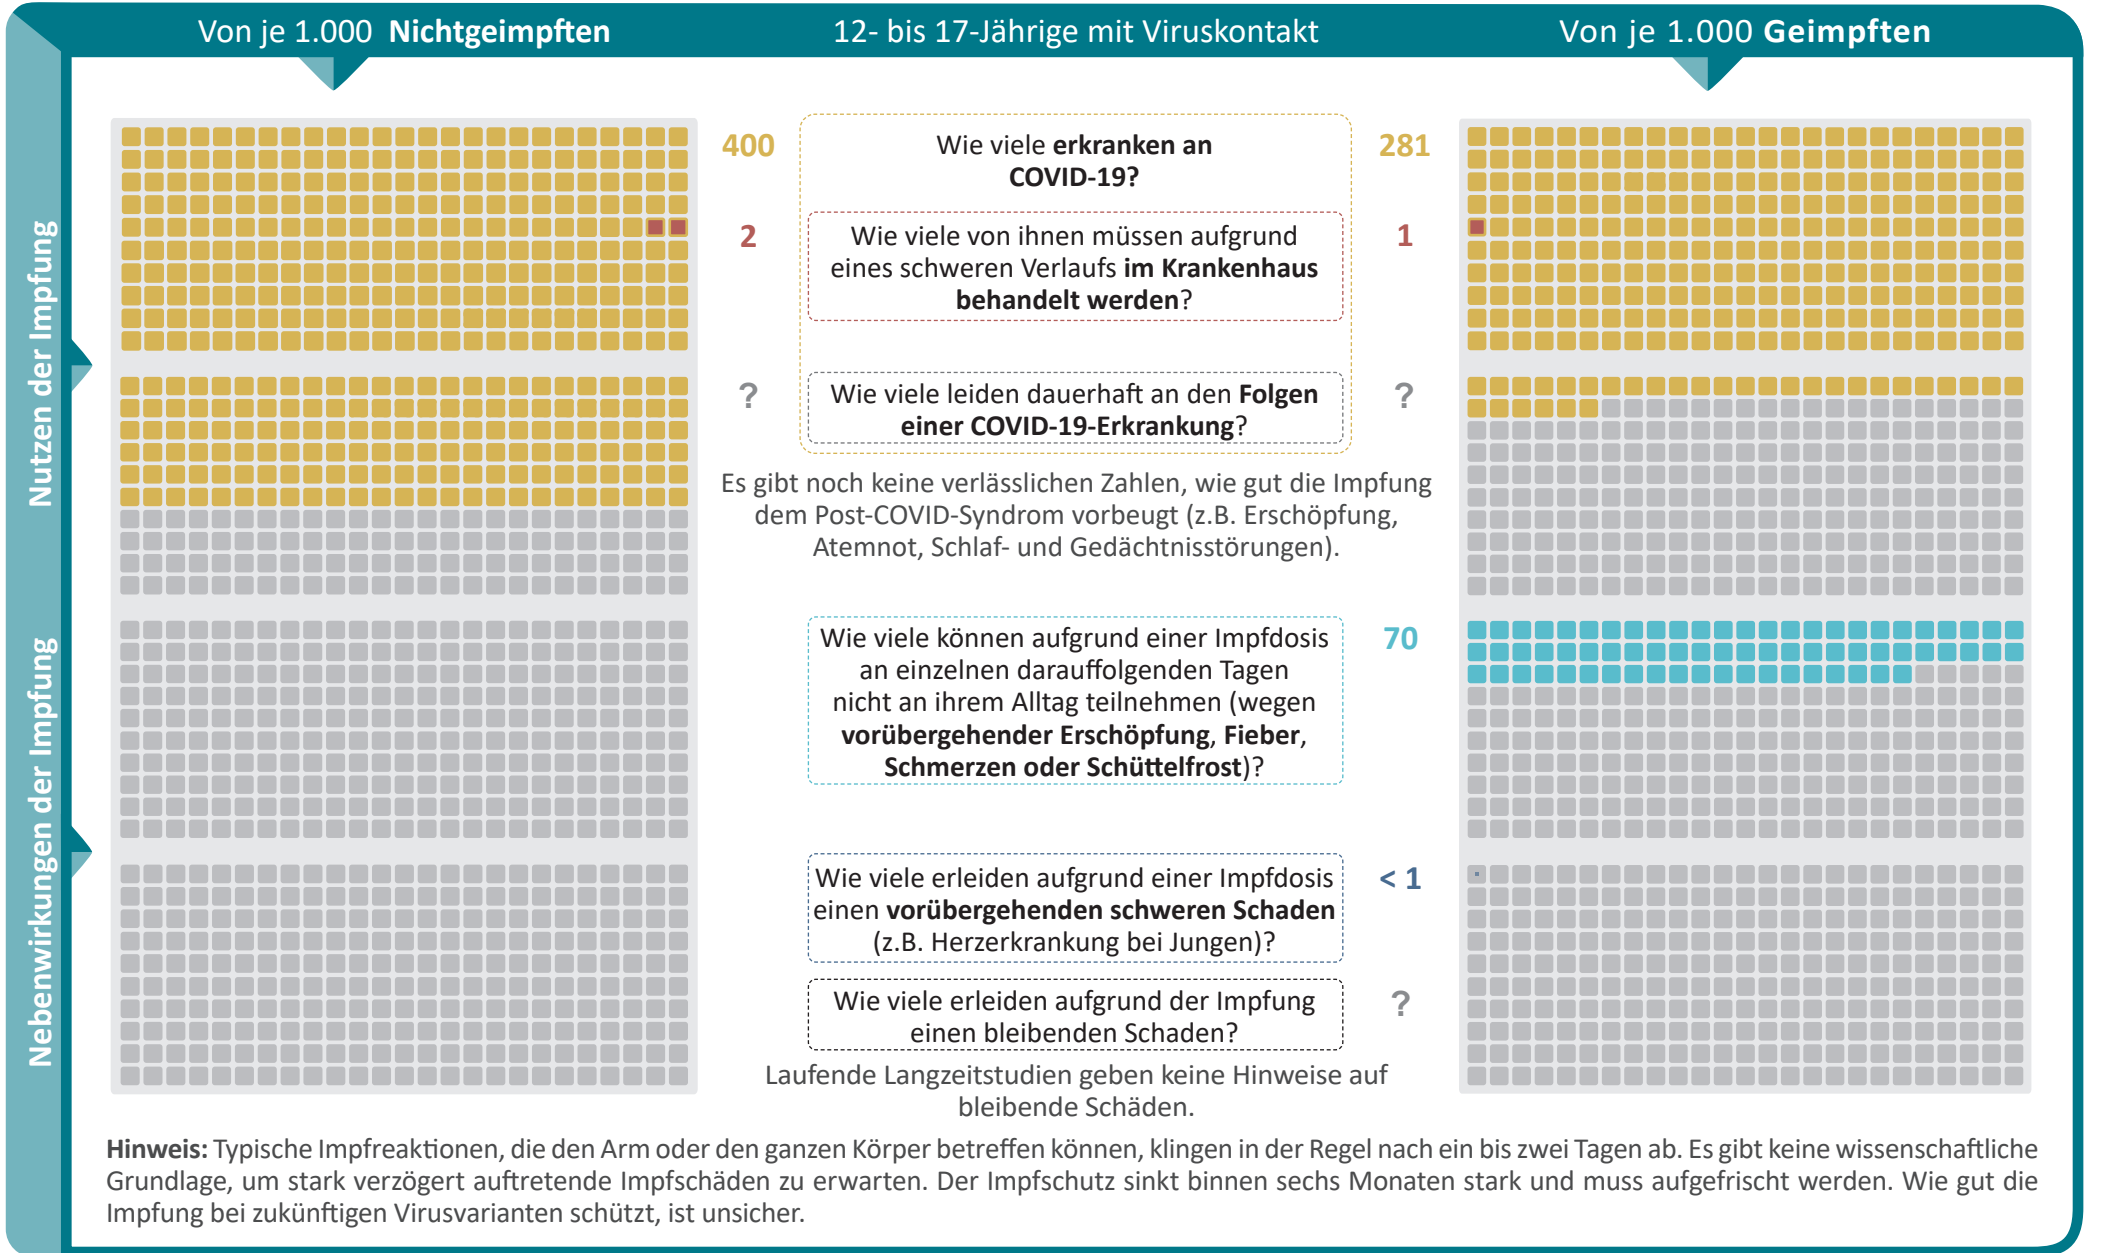 Von je 1.000 Nichtgeimpften
12- bis 17-Jährige mit Viruskontakt
Von je 1.000 Geimpften
Nutzen der Impfung
400
Wie viele erkranken an
COVID-19?
281
2
Wie viele von ihnen müssen aufgrund
eines schweren Verlaufs im Krankenhaus
behandelt werden?
1
?
Wie viele leiden dauerhaft an den Folgen
einer COVID-19-Erkrankung?
?
Es gibt noch keine verlässlichen Zahlen, wie gut die Impfung
dem Post-COVID-Syndrom vorbeugt (z.B. Erschöpfung,
Atemnot, Schlaf- und Gedächtnisstörungen).
Nebenwirkungen der Impfung
Wie viele können aufgrund einer Impfdosis
an einzelnen darauffolgenden Tagen
nicht an ihrem Alltag teilnehmen (wegen
vorübergehender Erschöpfung, Fieber,
Schmerzen oder Schüttelfrost)?
70
Wie viele erleiden aufgrund einer Impfdosis
einen vorübergehenden schweren Schaden
(z.B. Herzerkrankung bei Jungen)?
< 1
Wie viele erleiden aufgrund der Impfung
einen bleibenden Schaden?
?
Laufende Langzeitstudien geben keine Hinweise auf
bleibende Schäden.
Hinweis: Typische Impfreaktionen, die den Arm oder den ganzen Körper betreffen können, klingen in der Regel nach ein bis zwei Tagen ab. Es gibt keine wissenschaftliche
Grundlage, um stark verzögert auftretende Impfschäden zu erwarten. Der Impfschutz sinkt binnen sechs Monaten stark und muss aufgefrischt werden. Wie gut die
Impfung bei zukünftigen Virusvarianten schützt, ist unsicher.